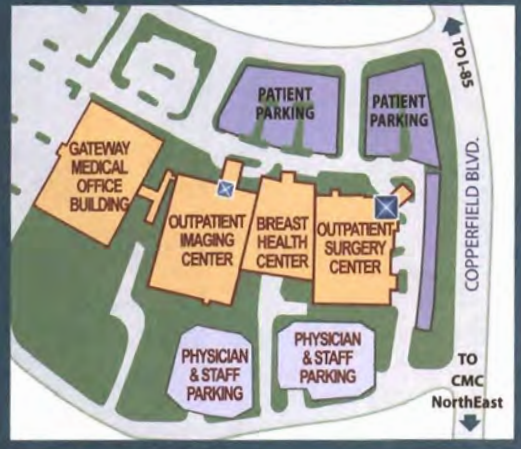 TO I-85
PATIENT
PARKING
PATIENT
PARKING
GATEWAY
MEDICAL
OFFICE
BUILDING
OUTPATIENT
IMAGING
CENTER
BREAST
HEALTH
CENTER
OUTPATIENT
SURGERY
CENTER
COPPERFIELD BLVD.
PHYSICIAN
& STAFF
PARKING
PHYSICIAN
& STAFF
PARKING
TO
CMC
NorthEast